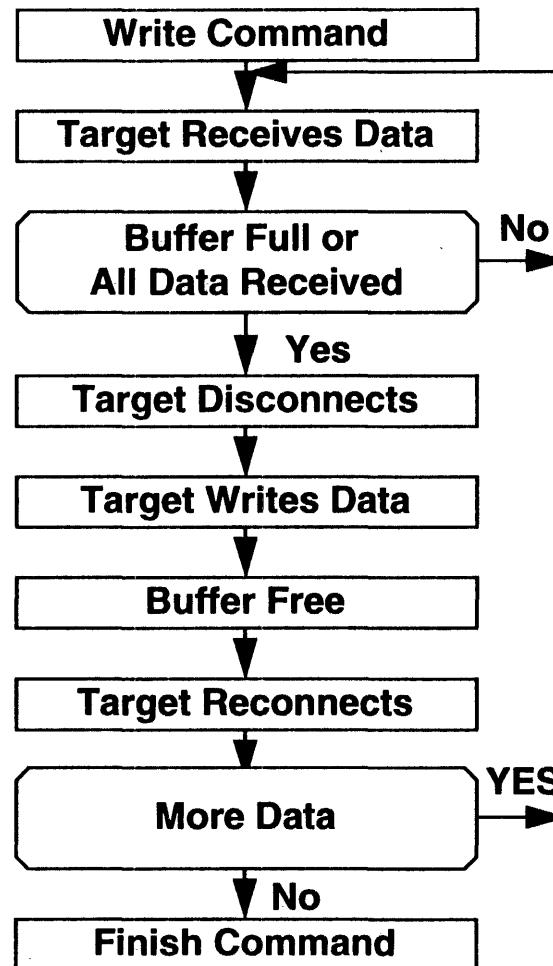 Write Command
Target Receives Data
Buffer Full or
All Data Received
No
Yes
Target Disconnects
Target Writes Data
Buffer Free
Target Reconnects
More Data
YES
No
Finish Command